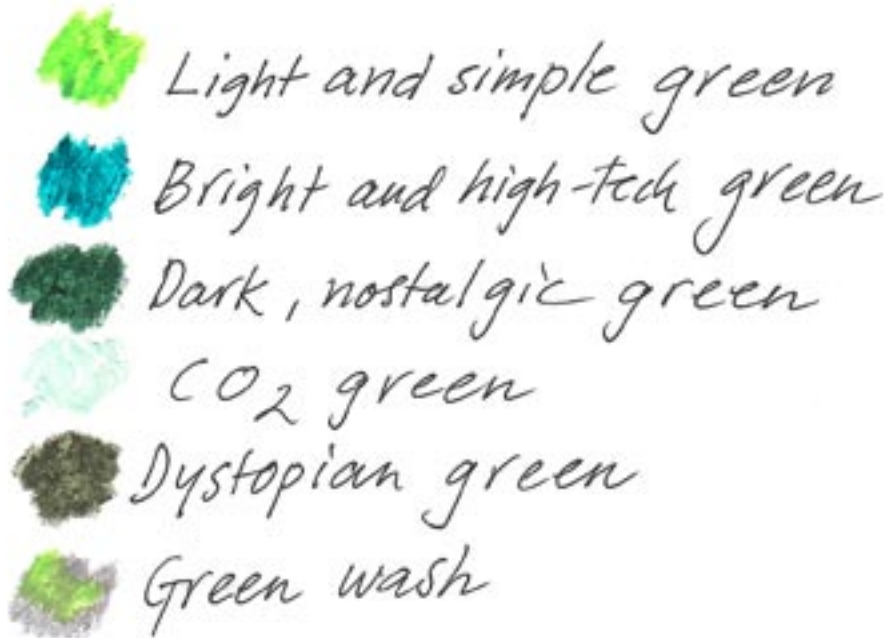 Light and simple green
Bright and high-tech green
Dark, nostalgic green
CO₂ green
Dystopian green
Green wash